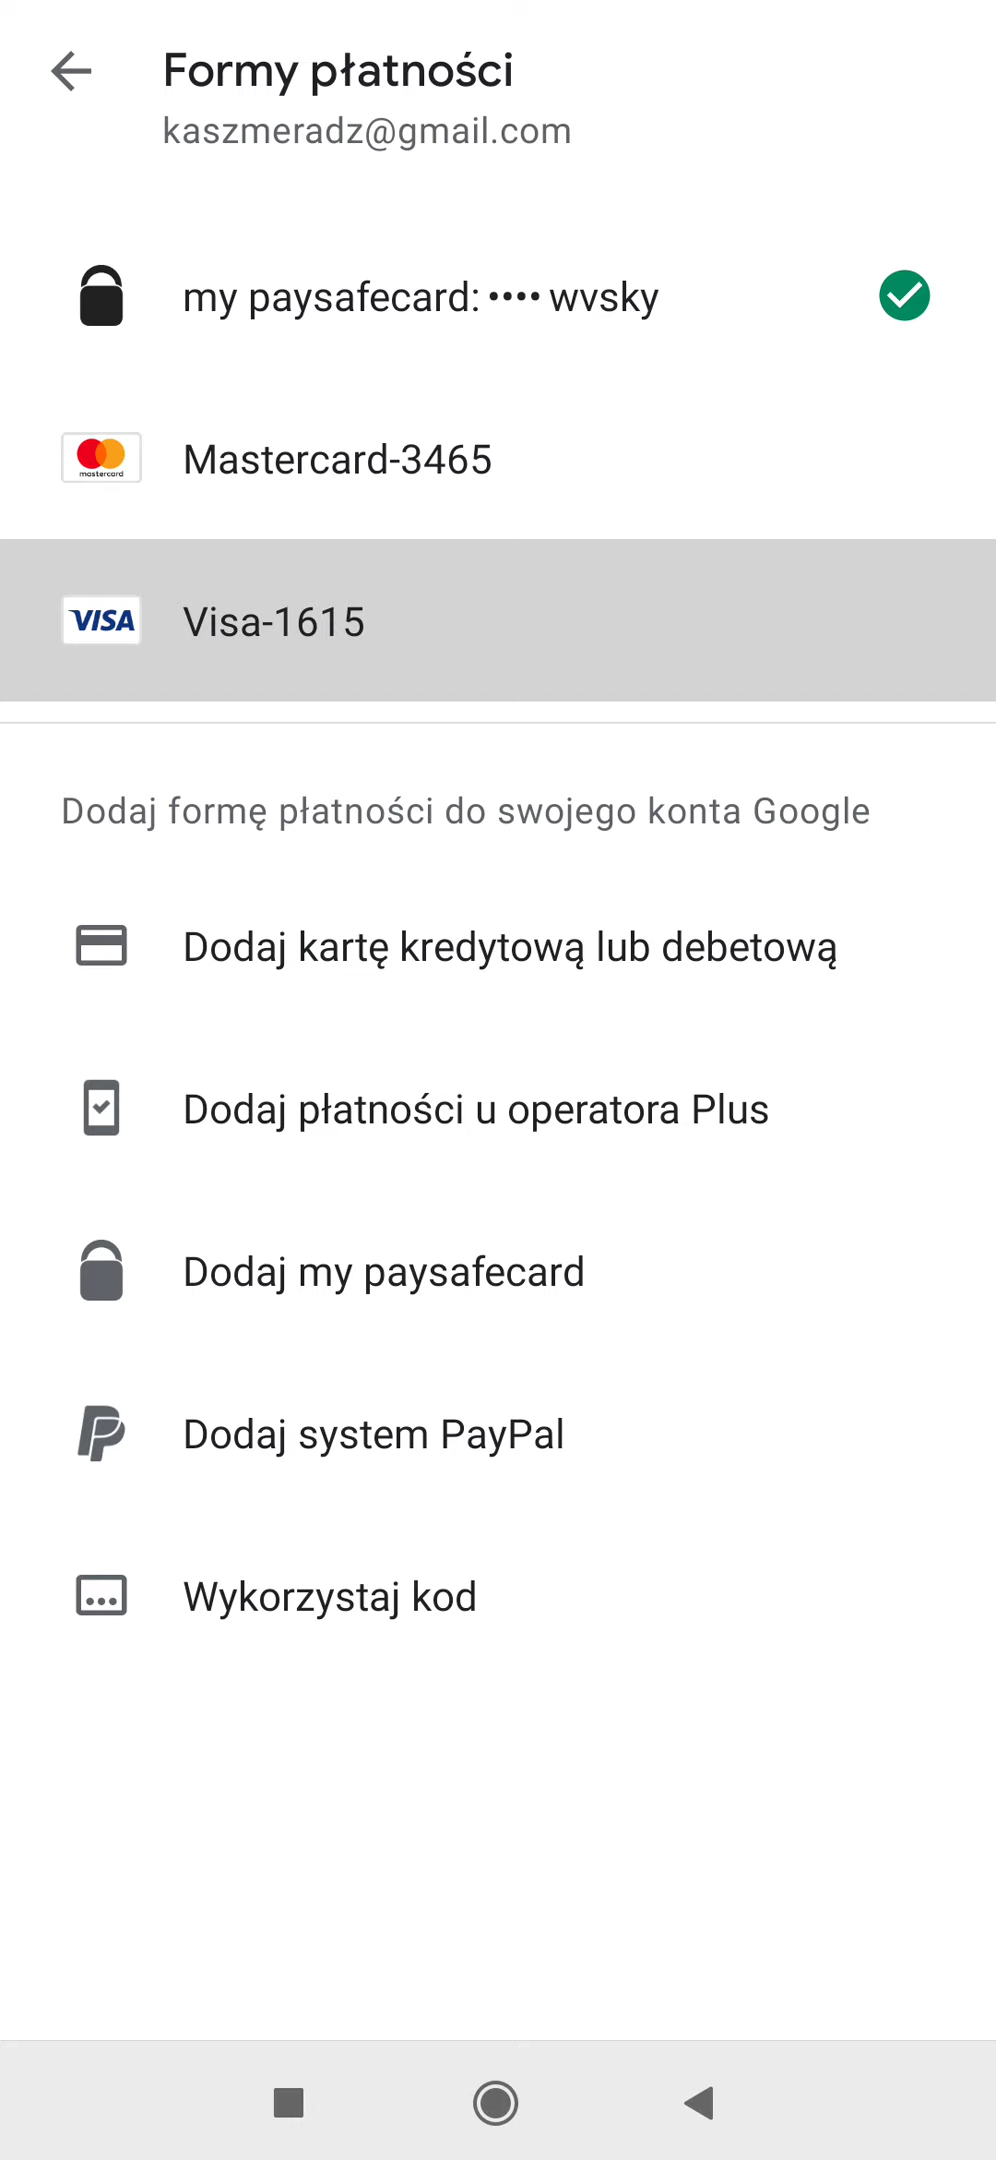 Formy płatności
kaszmeradz@gmail.com
my paysafecard: •••• wvsky
mastercard
Mastercard-3465
VISA
Visa-1615
Dodaj formę płatności do swojego konta Google
Dodaj kartę kredytową lub debetową
Dodaj płatności u operatora Plus
Dodaj my paysafecard
Dodaj system PayPal
Wykorzystaj kod